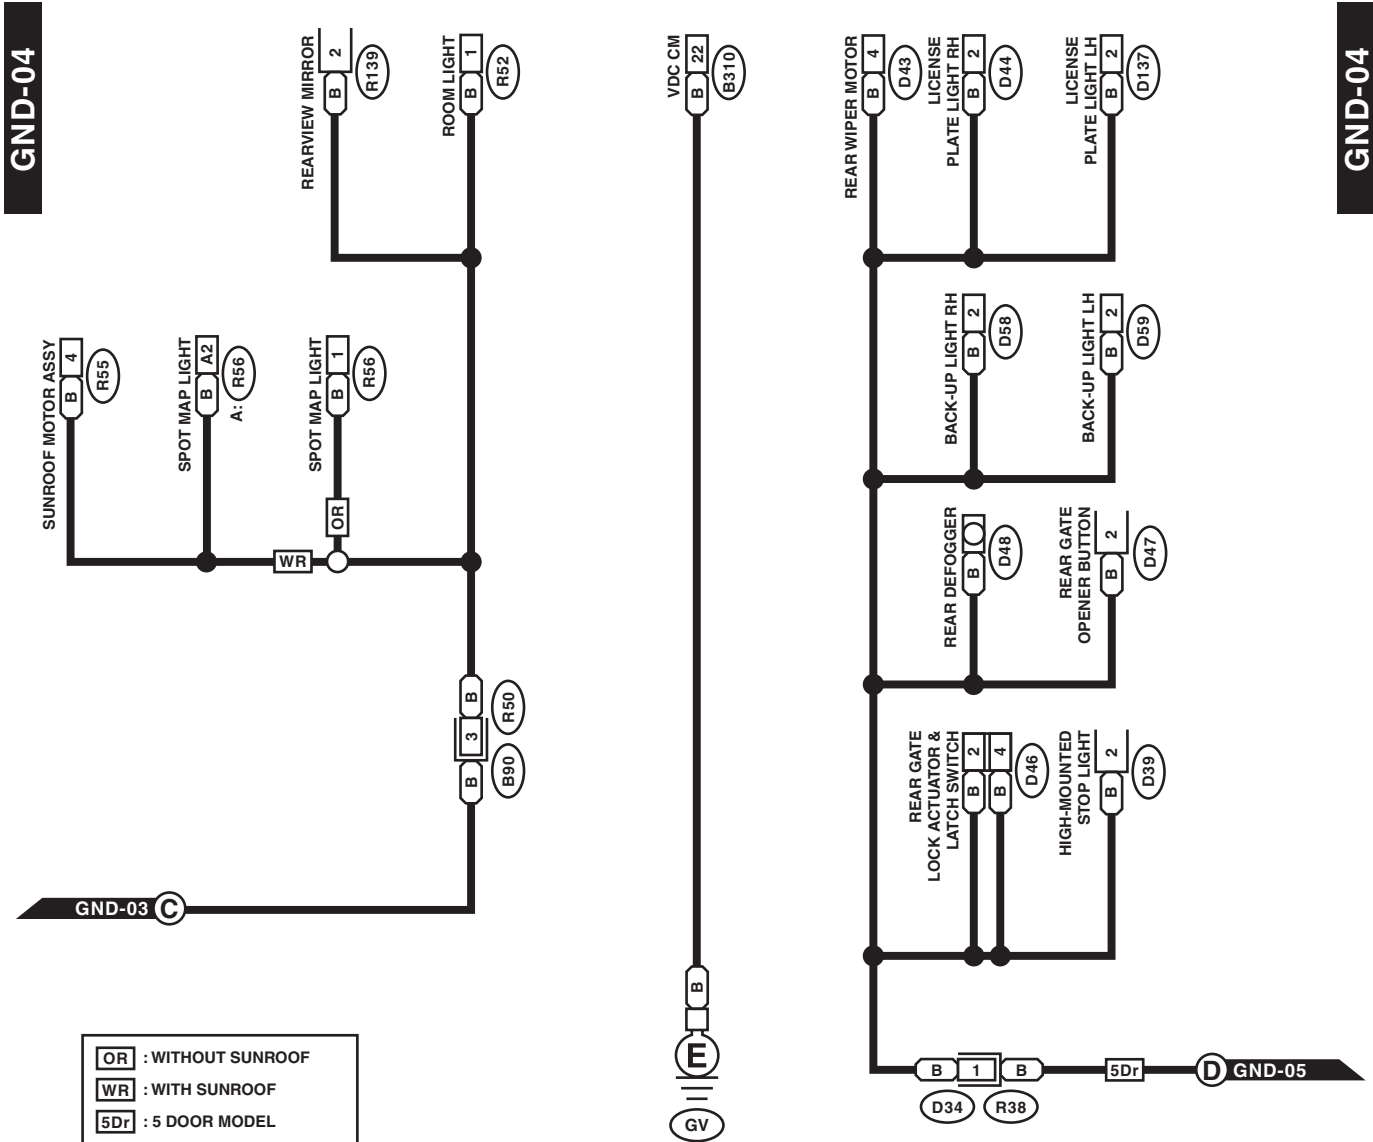 GND-04
GND-04
REARVIEW MIRROR
2
B
R139
ROOM LIGHT
1
B
R52
VDC CM
22
B
B310
REAR WIPER MOTOR
4
B
D43
LICENSE
PLATE LIGHT RH
2
B
D44
LICENSE
PLATE LIGHT LH
2
B
D137
SUNROOF MOTOR ASSY
4
B
R55
SPOT MAP LIGHT
A2
B
A: R56
SPOT MAP LIGHT
1
B
R56
BACK-UP LIGHT RH
2
B
D58
BACK-UP LIGHT LH
2
B
D59
OR
WR
REAR DEFOGGER
B
D48
REAR GATE
OPENER BUTTON
2
B
D47
B
R50
3
B
B90
REAR GATE
LOCK ACTUATOR &
LATCH SWITCH
2
B
4
B
D46
HIGH-MOUNTED
STOP LIGHT
2
B
D39
GND-03 C
B
E
GV
B 1 B
D34 R38
5Dr
D GND-05
OR : WITHOUT SUNROOF
WR : WITH SUNROOF
5Dr : 5 DOOR MODEL